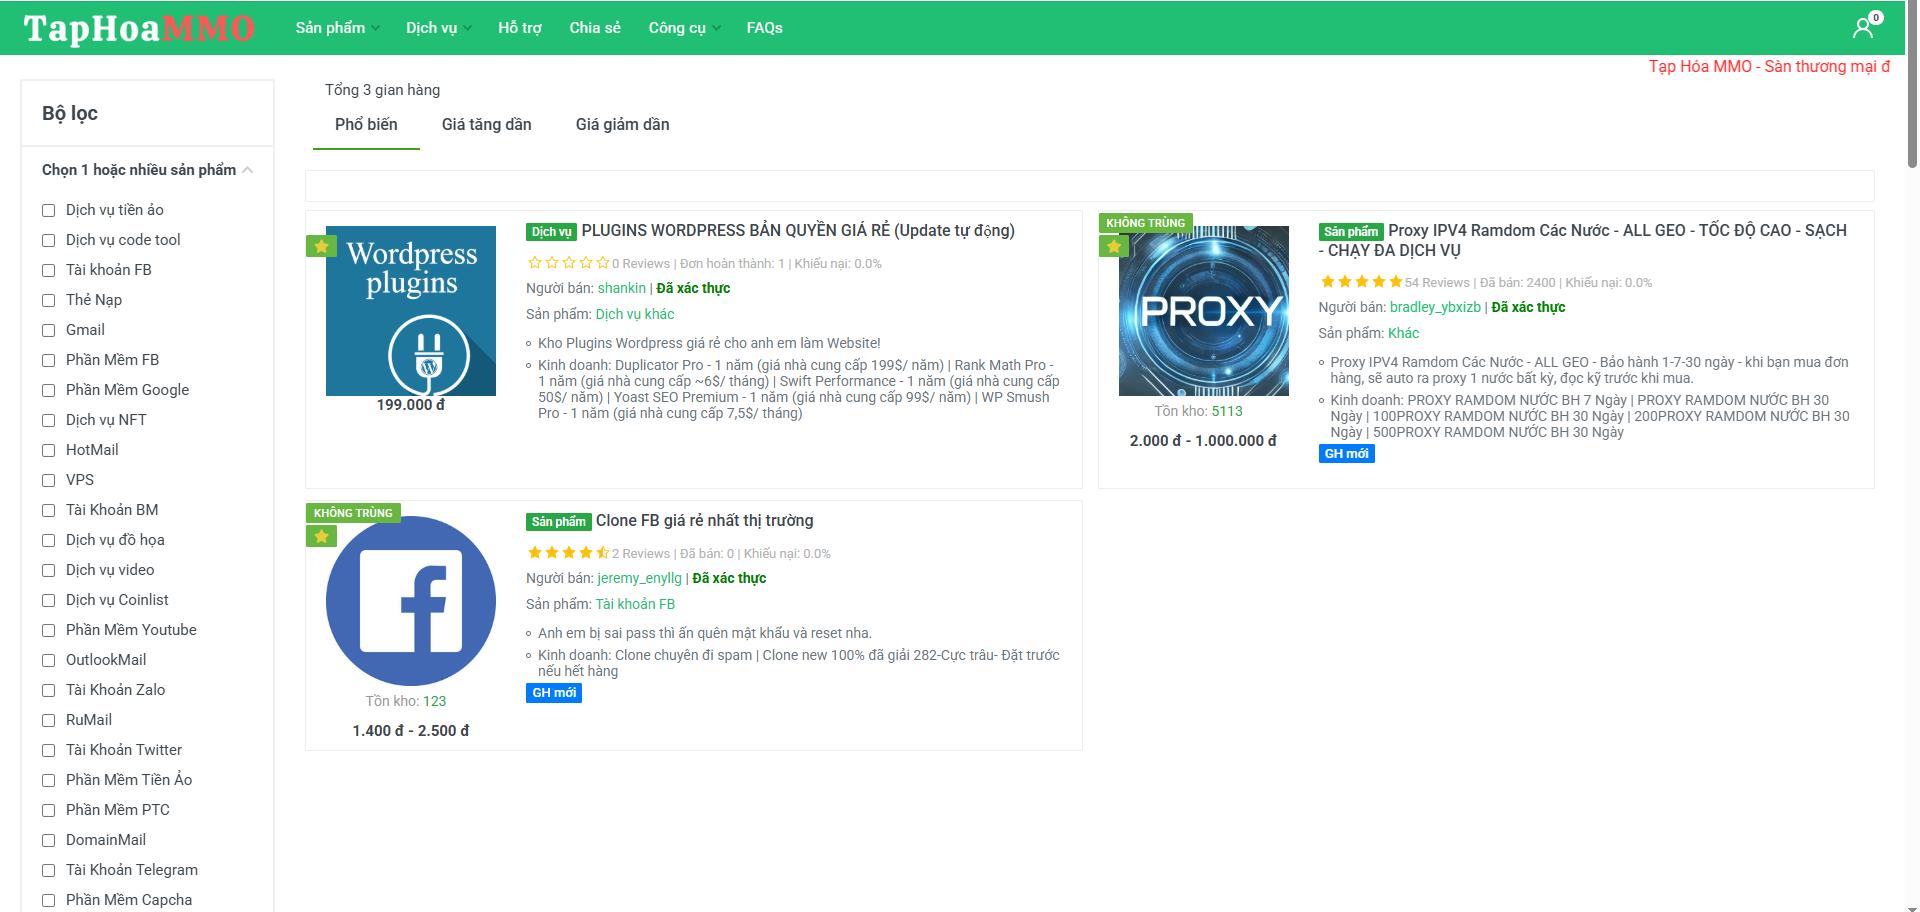 TapHoaMMO
Sản phẩm
Dịch vụ
Hỗ trợ
Chia sẻ
Công cụ
FAQs
0
Tạp Hóa MMO - Sàn thương mại đ
Bộ lọc
Chọn 1 hoặc nhiều sản phẩm
Dịch vụ tiền ảo
Dịch vụ code tool
Tài khoản FB
Thẻ Nạp
Gmail
Phần Mềm FB
Phần Mềm Google
Dịch vụ NFT
HotMail
VPS
Tài Khoản BM
Dịch vụ đồ họa
Dịch vụ video
Dịch vụ Coinlist
Phần Mềm Youtube
OutlookMail
Tài Khoản Zalo
RuMail
Tài Khoản Twitter
Phần Mềm Tiền Ảo
Phần Mềm PTC
DomainMail
Tài Khoản Telegram
Phần Mềm Capcha
Tổng 3 gian hàng
Phổ biến
Giá tăng dần
Giá giảm dần
Wordpress
plugins
199.000 đ
Dịch vụ PLUGINS WORDPRESS BẢN QUYỀN GIÁ RẺ (Update tự động)
0 Reviews | Đơn hoàn thành: 1 | Khiếu nại: 0.0%
Người bán: shankin | Đã xác thực
Sản phẩm: Dịch vụ khác
Kho Plugins Wordpress giá rẻ cho anh em làm Website!
Kinh doanh: Duplicator Pro - 1 năm (giá nhà cung cấp 199$/ năm) | Rank Math Pro -
1 năm (giá nhà cung cấp ~6$/ tháng) | Swift Performance - 1 năm (giá nhà cung cấp
50$/ năm) | Yoast SEO Premium - 1 năm (giá nhà cung cấp 99$/ năm) | WP Smush
Pro - 1 năm (giá nhà cung cấp 7,5$/ tháng)
KHÔNG TRÙNG
PROXY
Tồn kho: 5113
2.000 đ - 1.000.000 đ
Sản phẩm Proxy IPV4 Ramdom Các Nước - ALL GEO - TỐC ĐỘ CAO - SẠCH
- CHẠY ĐA DỊCH VỤ
54 Reviews | Đã bán: 2400 | Khiếu nại: 0.0%
Người bán: bradley_ybxizb | Đã xác thực
Sản phẩm: Khác
Proxy IPV4 Ramdom Các Nước - ALL GEO - Bảo hành 1-7-30 ngày - khi bạn mua đơn
hàng, sẽ auto ra proxy 1 nước bất kỳ, đọc kỹ trước khi mua.
Kinh doanh: PROXY RAMDOM NƯỚC BH 7 Ngày | PROXY RAMDOM NƯỚC BH 30
Ngày | 100PROXY RAMDOM NƯỚC BH 30 Ngày | 200PROXY RAMDOM NƯỚC BH 30
Ngày | 500PROXY RAMDOM NƯỚC BH 30 Ngày
GH mới
KHÔNG TRÙNG
Tồn kho: 123
1.400 đ - 2.500 đ
Sản phẩm Clone FB giá rẻ nhất thị trường
2 Reviews | Đã bán: 0 | Khiếu nại: 0.0%
Người bán: jeremy_enyllg | Đã xác thực
Sản phẩm: Tài khoản FB
Anh em bị sai pass thì ấn quên mật khẩu và reset nha.
Kinh doanh: Clone chuyên đi spam | Clone new 100% đã giải 282-Cực trâu- Đặt trước
nếu hết hàng
GH mới